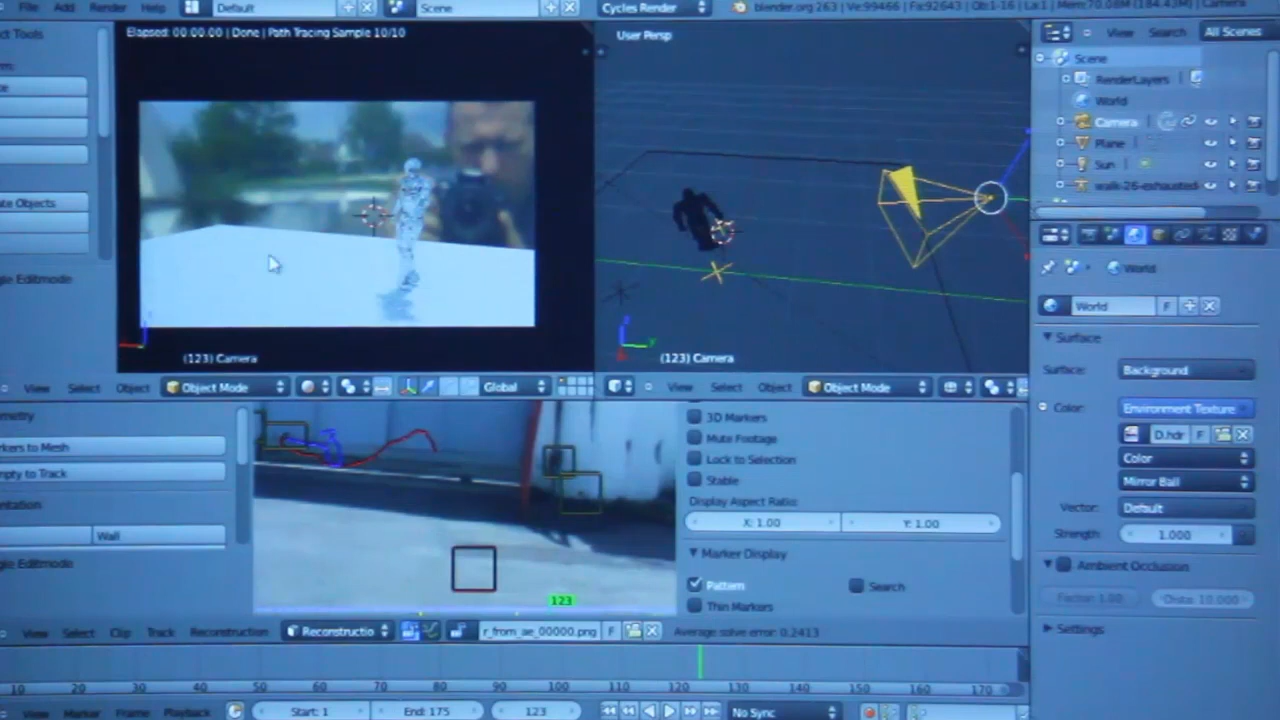 File Add Render Help Default Scene Cycles Render blender.org 263 | Ve:99466 | Fa:92643 | Ob:1-16 | La:1 | Mem:70.08M (184.43M) | Camera
Elapsed: 00:00.00 | Done | Path Tracing Sample 10/10
User Persp
View Search All Scenes
Scene
RenderLayers
World
Camera
Plane
Sun
walk-26-exhausted
ct Tools
te Objects
gle Editmode
(123) Camera
(123) Camera
View Select Object Object Mode Global
View Select Object Object Mode
World
World F
Surface
Surface: Background
Color: Environment Texture
D.hdr F
Color
Mirror Ball
Vector: Default
Strength: 1.000
Ambient Occlusion
Factor: 1.00 Dista: 10.000
Settings
metry
rkers to Mesh
mpty to Track
entation
Wall
gle Editmode
123
3D Markers
Mute Footage
Lock to Selection
Stable
Display Aspect Ratio:
X: 1.00 Y: 1.00
Marker Display
Pattern Search
Thin Markers
View Select Clip Track Reconstruction Reconstructio r_from_ae_00000.png F Average solve error: 0.2413
10 20 30 40 50 60 70 80 90 100 110 120 130 140 150 160 170
View Marker Frame Playback Start: 1 End: 175 123 No Sync